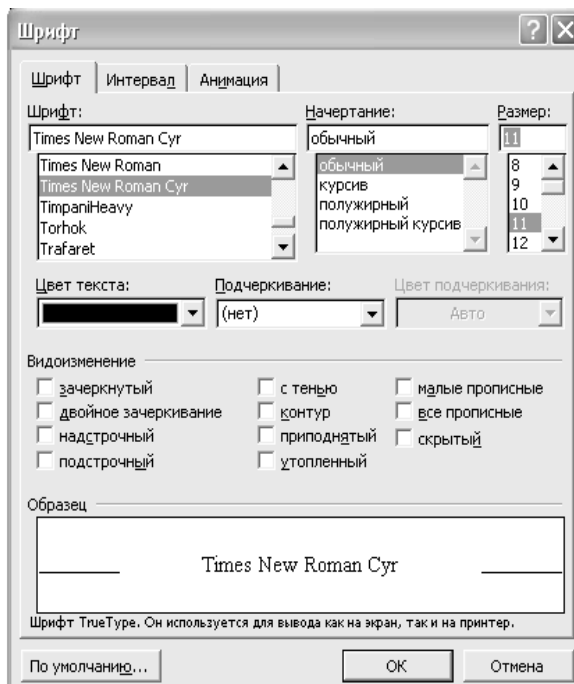 Шрифт
Шрифт Интервал Анимация
Шрифт: Начертание: Размер:
Times New Roman Cyr обычный 11
Times New Roman обычный 8
Times New Roman Cyr курсив 9
TimpaniHeavy полужирный 10
Torhok полужирный курсив 11
Trafaret 12
Цвет текста: Подчеркивание: Цвет подчеркивания:
(нет) Авто
Видоизменение
зачеркнутый с тенью малые прописные
двойное зачеркивание контур все прописные
надстрочный приподнятый скрытый
подстрочный утопленный
Образец
Times New Roman Cyr
Шрифт TrueType. Он используется для вывода как на экран, так и на принтер.
По умолчанию... ОК Отмена